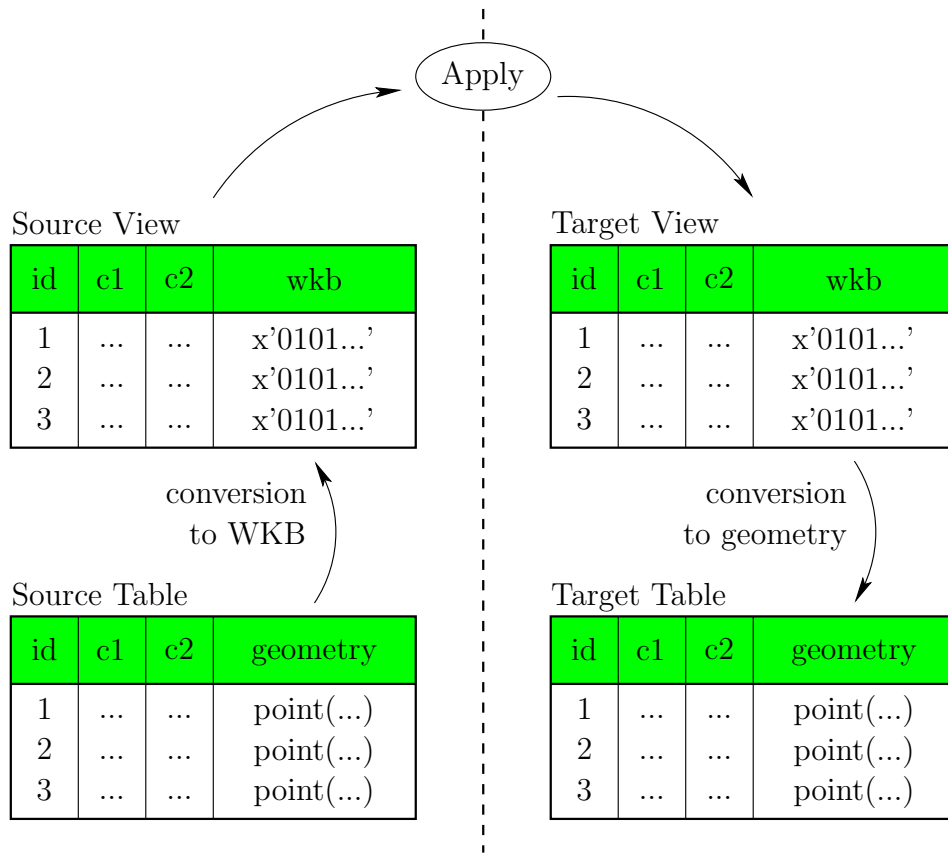 Apply
Source View
id c1 c2 wkb
1 ... ... x'0101...'
2 ... ... x'0101...'
3 ... ... x'0101...'
conversion
to WKB
Source Table
id c1 c2 geometry
1 ... ... point(...)
2 ... ... point(...)
3 ... ... point(...)
Target View
id c1 c2 wkb
1 ... ... x'0101...'
2 ... ... x'0101...'
3 ... ... x'0101...'
conversion
to geometry
Target Table
id c1 c2 geometry
1 ... ... point(...)
2 ... ... point(...)
3 ... ... point(...)